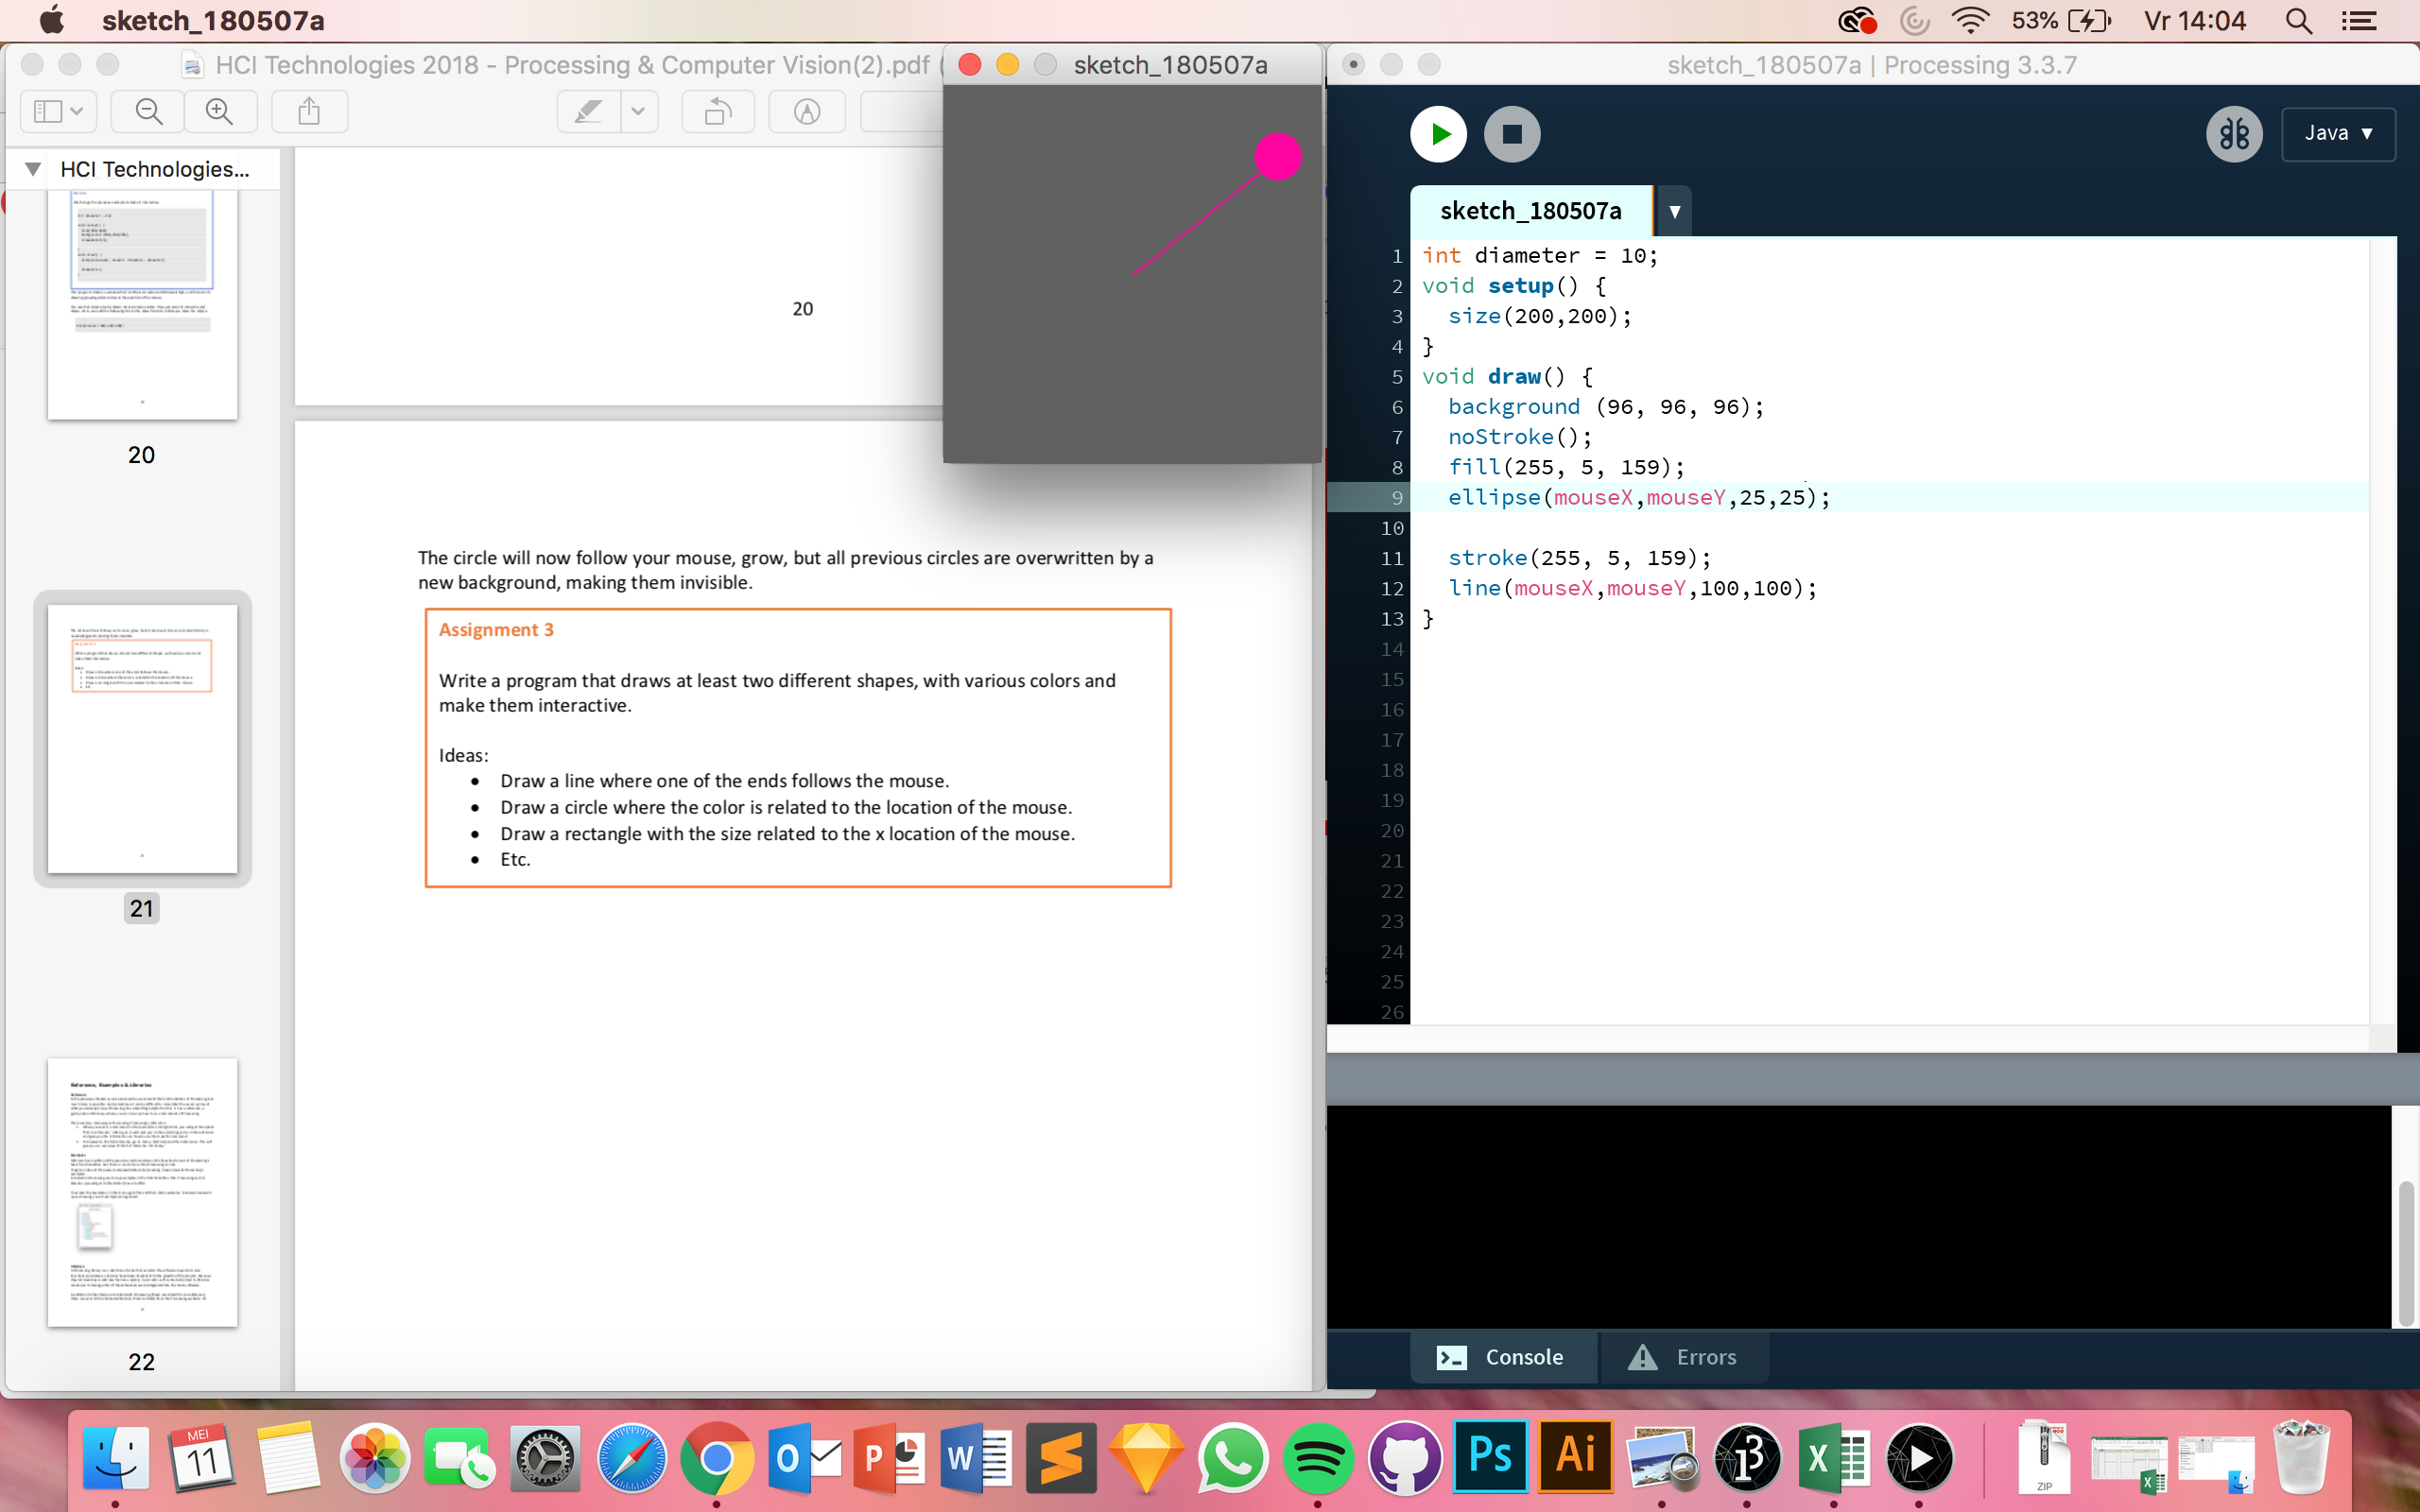 sketch_180507a
53%
Vr 14:04
HCI Technologies 2018 - Processing & Computer Vision(2).pdf (
HCI Technologies...
20
21
22
20
The circle will now follow your mouse, grow, but all previous circles are overwritten by a
new background, making them invisible.
Assignment 3
Write a program that draws at least two different shapes, with various colors and
make them interactive.
Ideas:
• Draw a line where one of the ends follows the mouse.
• Draw a circle where the color is related to the location of the mouse.
• Draw a rectangle with the size related to the x location of the mouse.
• Etc.
sketch_180507a
sketch_180507a | Processing 3.3.7
Java ▼
sketch_180507a
▼
1 int diameter = 10;
2 void setup() {
3 size(200,200);
4 }
5 void draw() {
6 background (96, 96, 96);
7 noStroke();
8 fill(255, 5, 159);
9 ellipse(mouseX,mouseY,25,25);
10
11 stroke(255, 5, 159);
12 line(mouseX,mouseY,100,100);
13 }
14
15
16
17
18
19
20
21
22
23
24
25
26
Console
Errors
MEI
11
O
P
W
Ps
Ai
X
ZIP